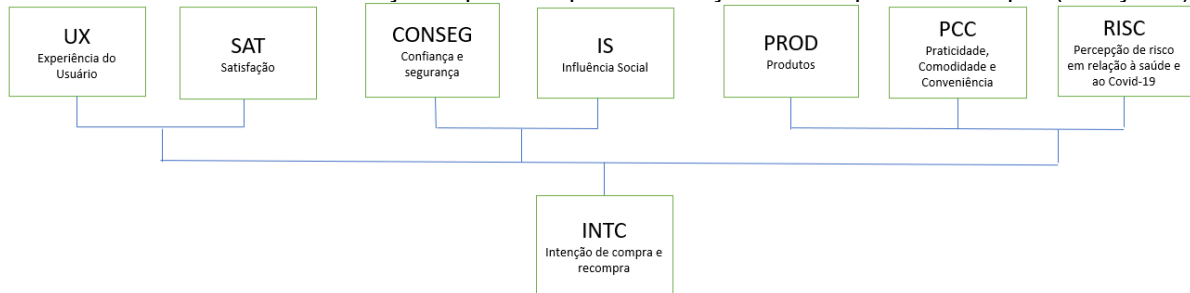 UX
Experiência do
Usuário
SAT
Satisfação
CONSEG
Confiança e
segurança
IS
Influência Social
PROD
Produtos
PCC
Praticidade,
Comodidade e
Conveniência
RISC
Percepção de risco
em relação à saúde e
ao Covid-19
INTC
Intenção de compra e
recompra